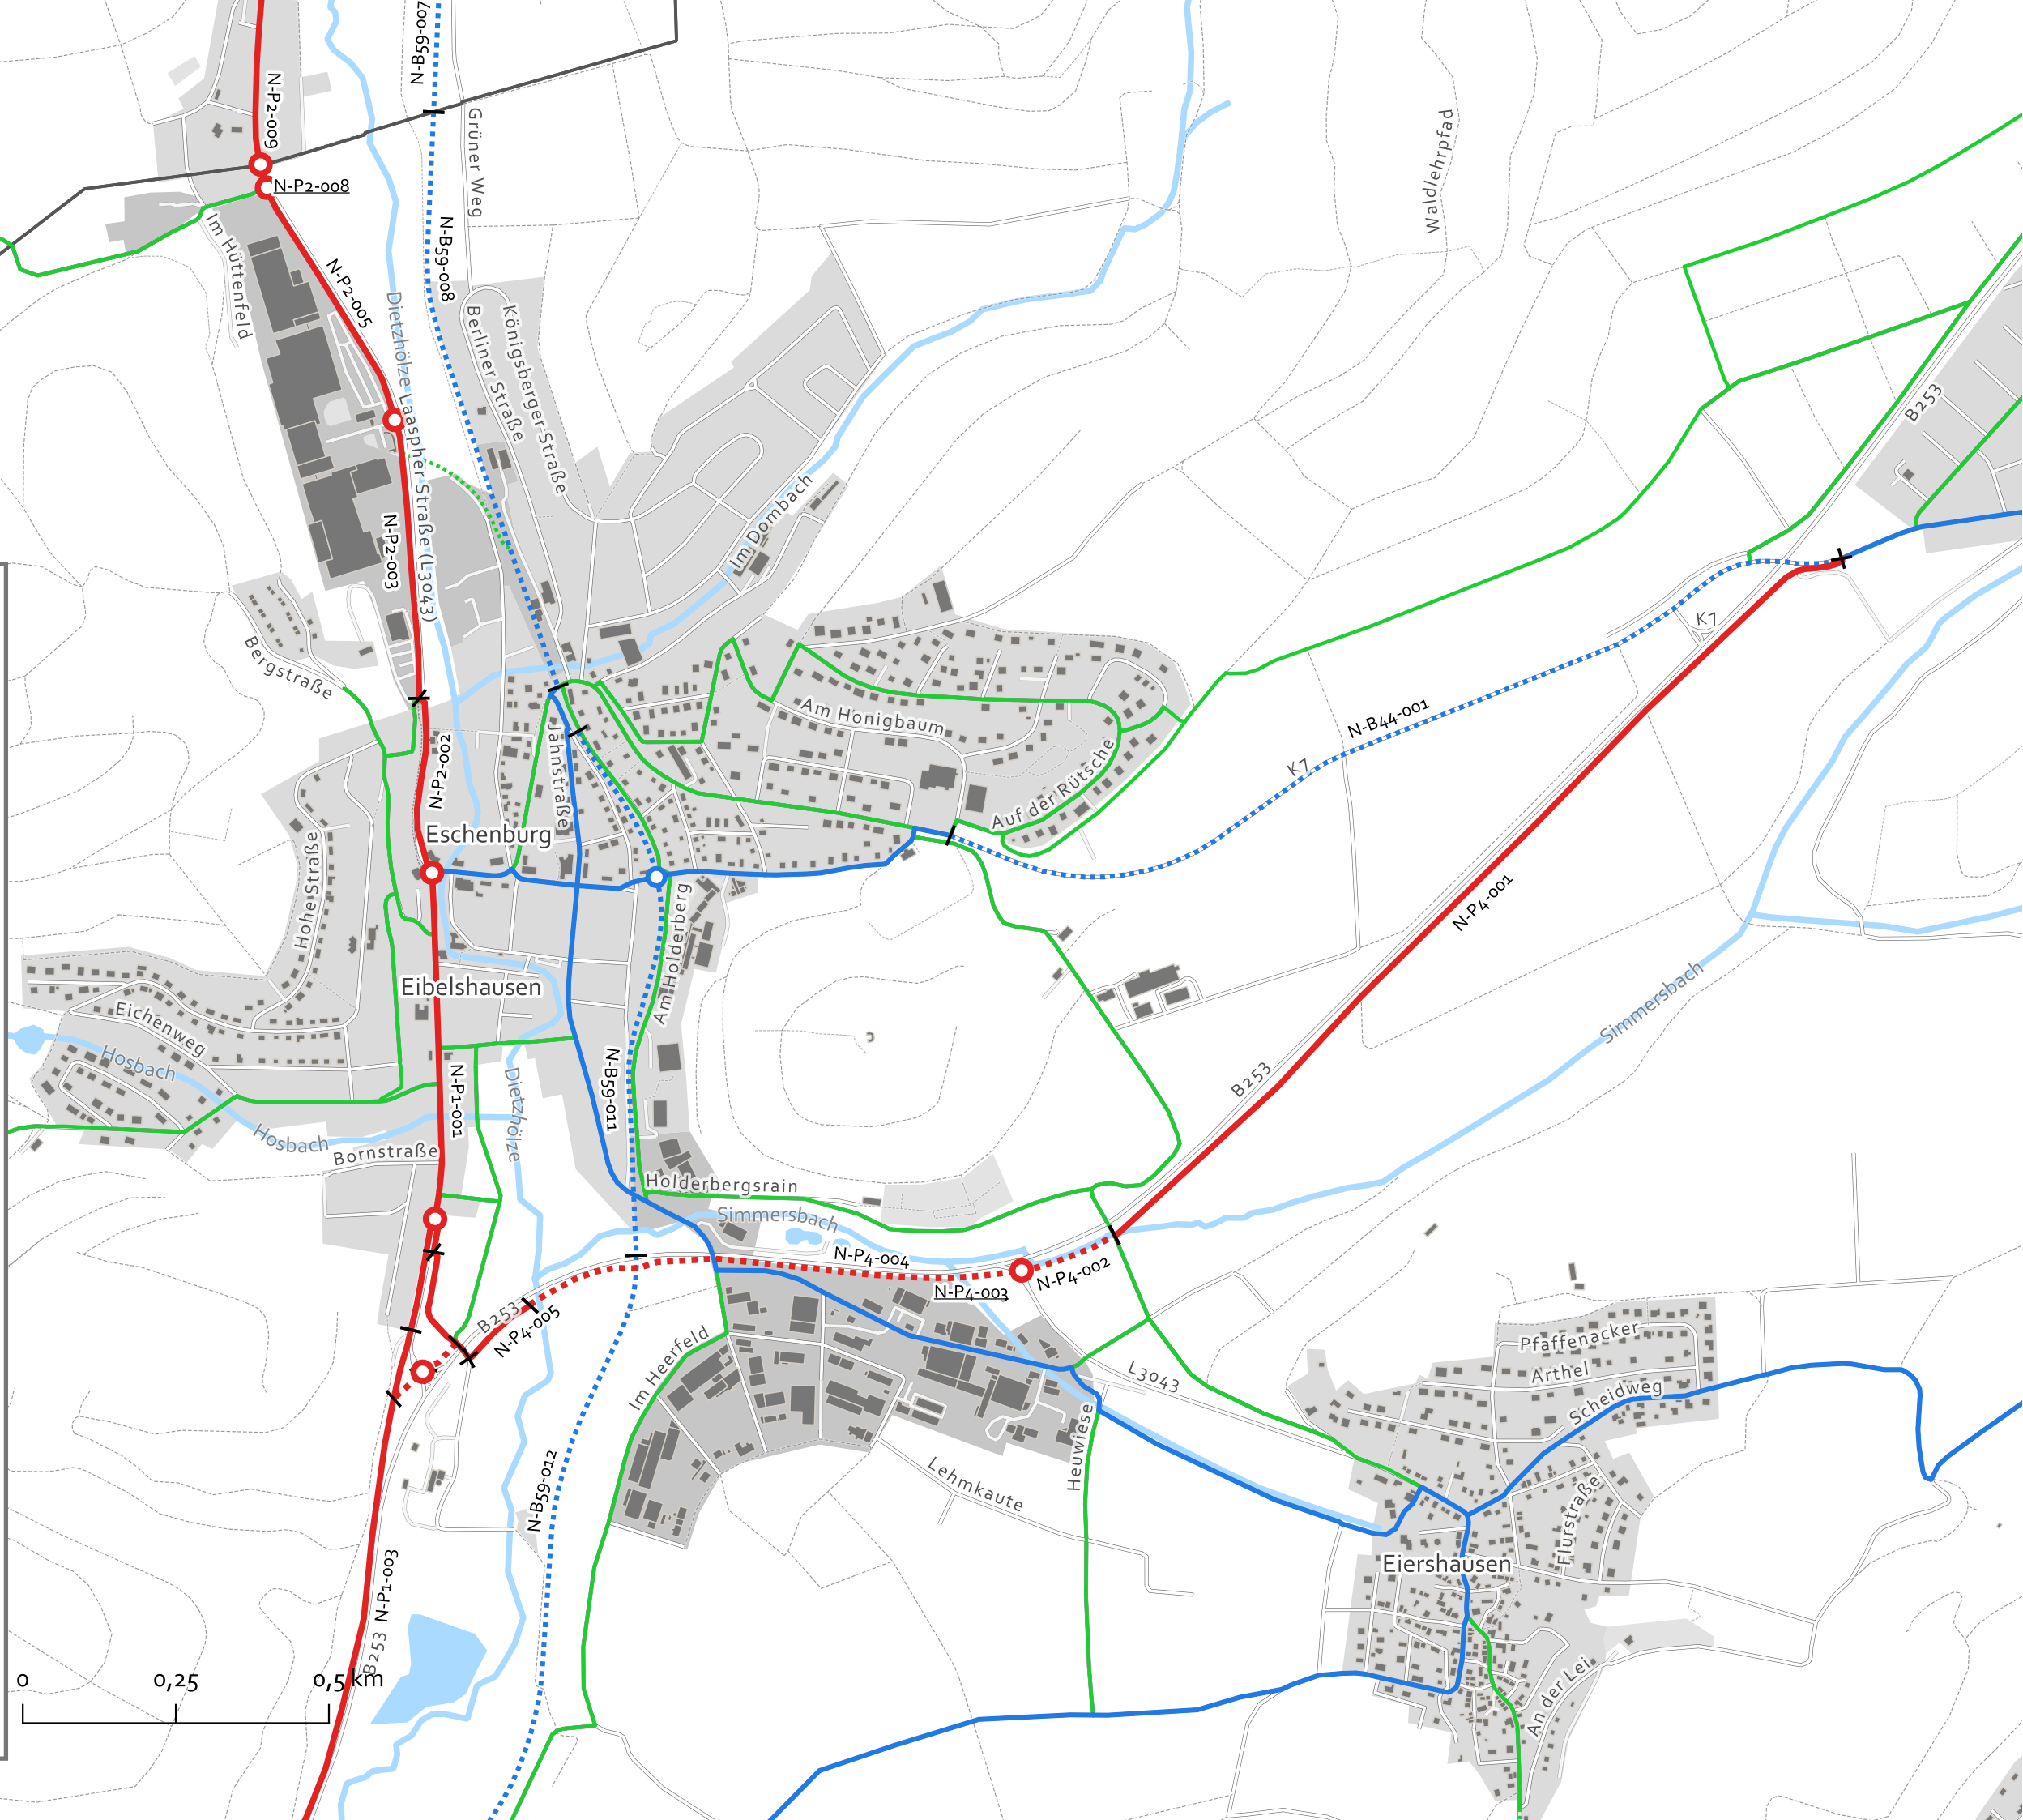 N-B59-007
N-P2-009
Grüner Weg
Waldlehrpfad
N-P2-008
Im Hüttenfeld
N-P2-005
N-B59-008
Dietzhölze
Laaspher Straße (L3043)
Berliner Straße
Königsberger-Straße
B253
N-P2-003
Im Dombach
Bergstraße
K7
Am Honigbaum
N-B44-001
Jahnstraße
N-P2-002
K7
Auf der Rütsche
Eschenburg
Hohe Straße
N-P4-001
Am Holderberg
Eibelshausen
Simmersbach
Eichenweg
Hosbach
N-P1-001
N-B59-011
Dietzhölze
B253
Hosbach
Bornstraße
Holderbergsrain
Simmersbach
N-P4-004
N-P4-002
N-P4-003
B253
N-P4-005
Im Heerfeld
L3043
Pfaffenacker
Arthel
Scheidweg
Heuwiese
Lehmkaute
N-B59-012
Flurstraße
Eiershausen
N-P1-003
B253
An der Lei
0
0,25
0,5 km